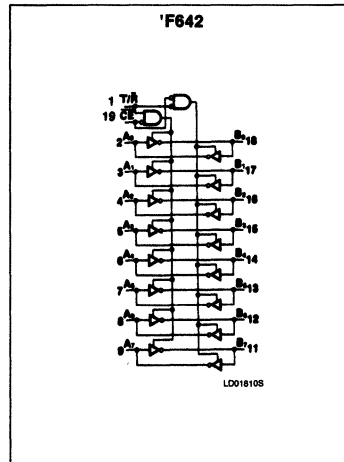 'F642
1 T/R̅
19 C̅E̅
2 A₀ B₀ 18
3 A₁ B₁ 17
4 A₂ B₂ 16
5 A₃ B₃ 15
6 A₄ B₄ 14
7 A₅ B₅ 13
8 A₆ B₆ 12
9 A₇ B₇ 11
LD01810S